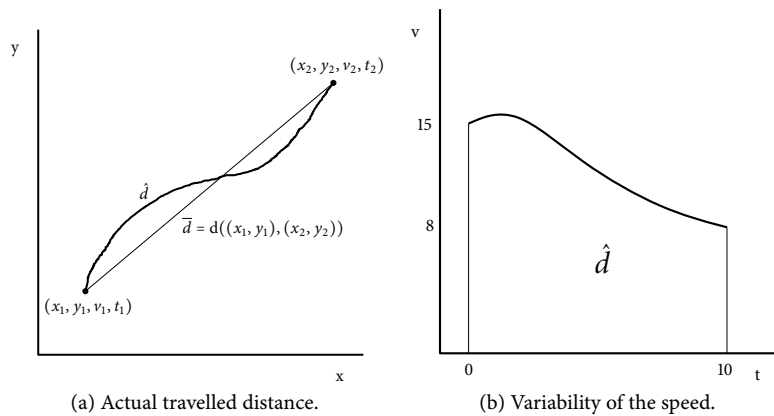 y
(x₂, y₂, v₂, t₂)
d̂
d̅ = d((x₁, y₁), (x₂, y₂))
(x₁, y₁, v₁, t₁)
x
(a) Actual travelled distance.
v
15
8
d̂
0
10
t
(b) Variability of the speed.